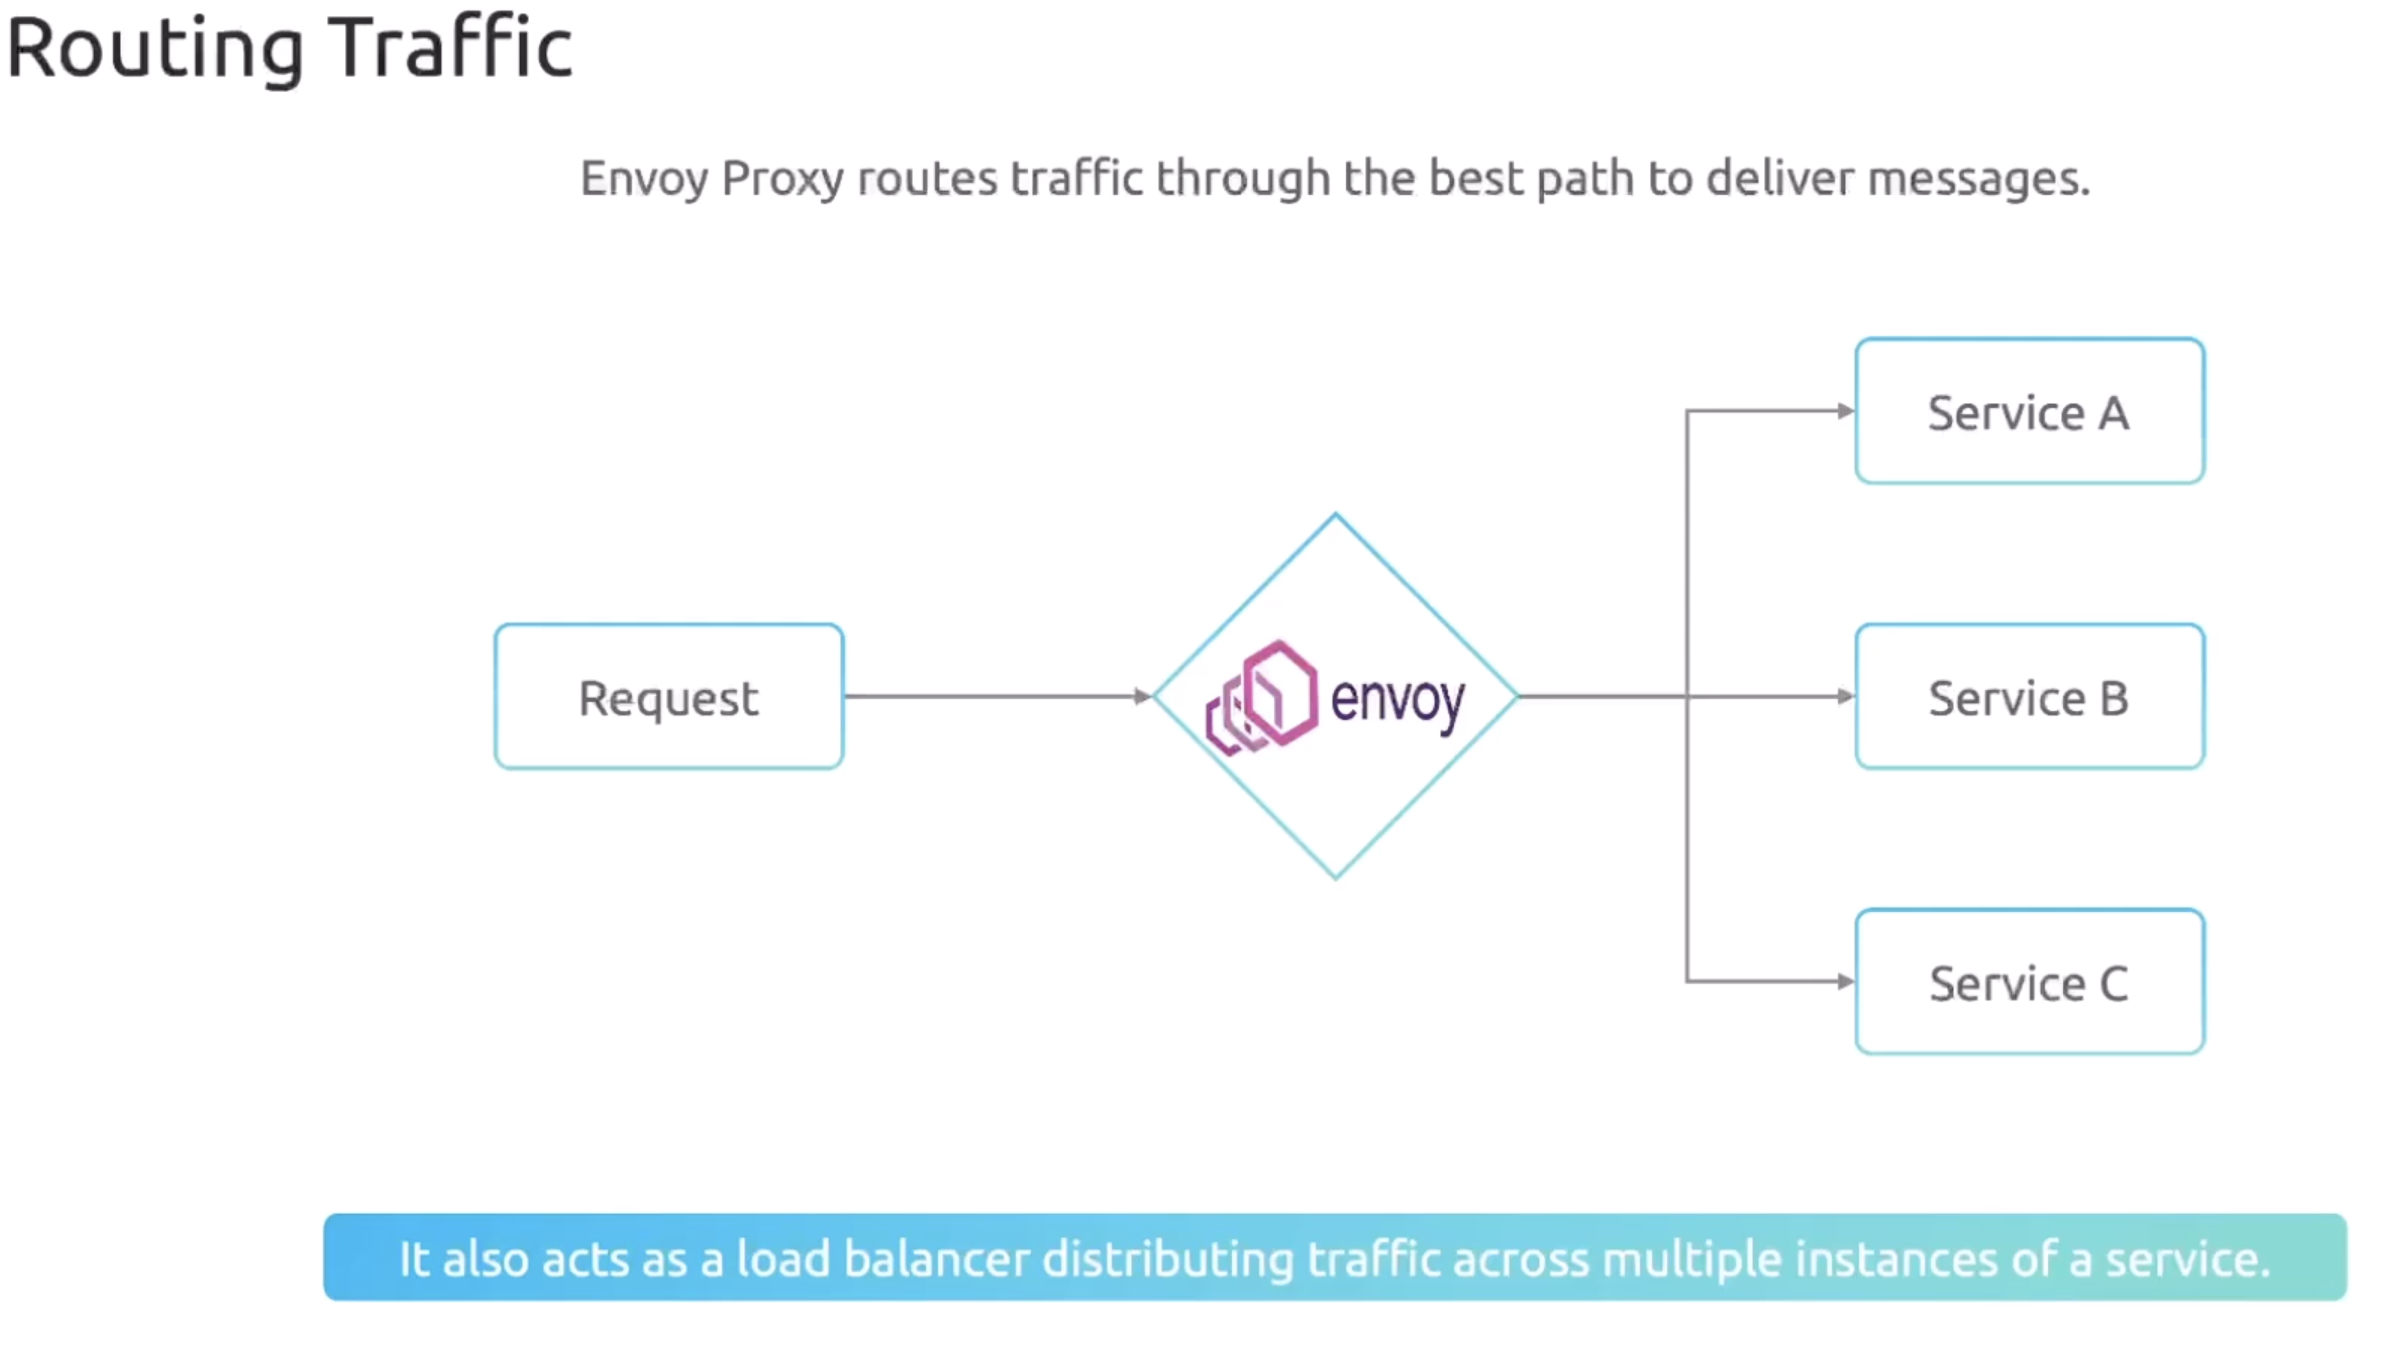 Routing Traffic
Envoy Proxy routes traffic through the best path to deliver messages.
Service A
Request
envoy
Service B
Service C
It also acts as a load balancer distributing traffic across multiple instances of a service.